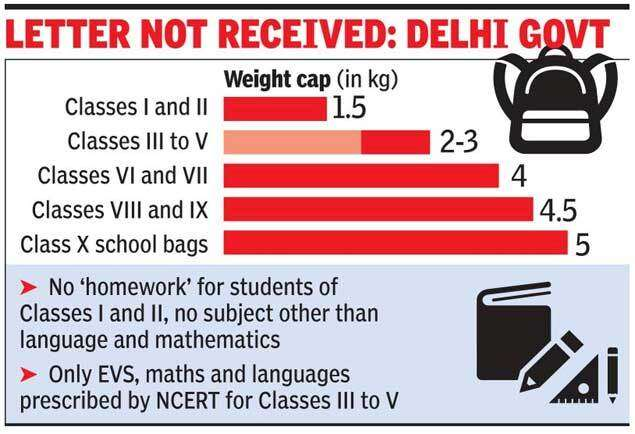 LETTER NOT RECEIVED: DELHI GOVT
Weight cap (in kg)
Classes I and II 1.5
Classes III to V 2-3
Classes VI and VII 4
Classes VIII and IX 4.5
Class X school bags 5
➤ No ‘homework’ for students of
Classes I and II, no subject other than
language and mathematics
➤ Only EVS, maths and languages
prescribed by NCERT for Classes III to V